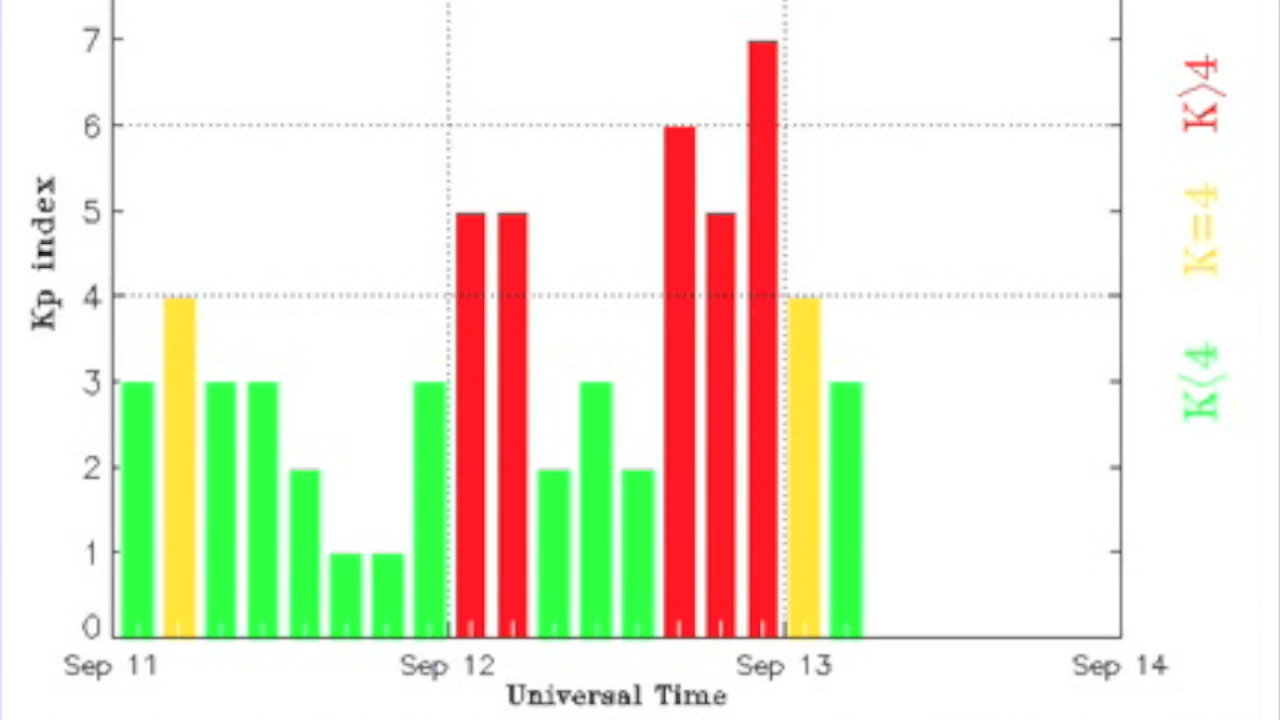 7
6
5
4
3
2
1
0
Kp index
Sep 11
Sep 12
Sep 13
Sep 14
Universal Time
K>4
K=4
K<4